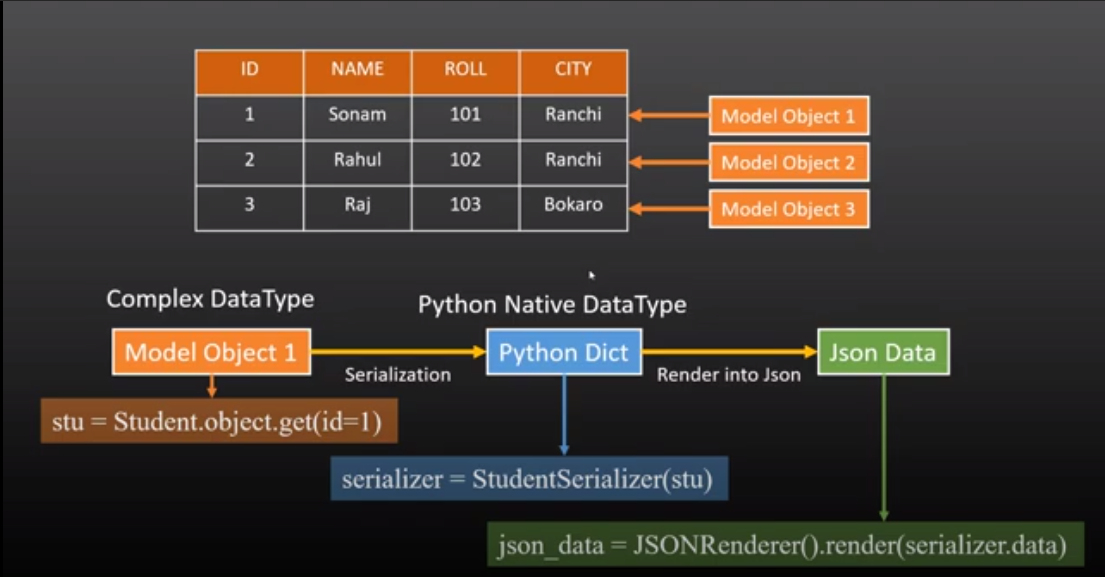 ID NAME ROLL CITY
1 Sonam 101 Ranchi
Model Object 1
2 Rahul 102 Ranchi
Model Object 2
3 Raj 103 Bokaro
Model Object 3
Complex DataType
Python Native DataType
Model Object 1
Serialization
Python Dict
Render into Json
Json Data
stu = Student.object.get(id=1)
serializer = StudentSerializer(stu)
json_data = JSONRenderer().render(serializer.data)